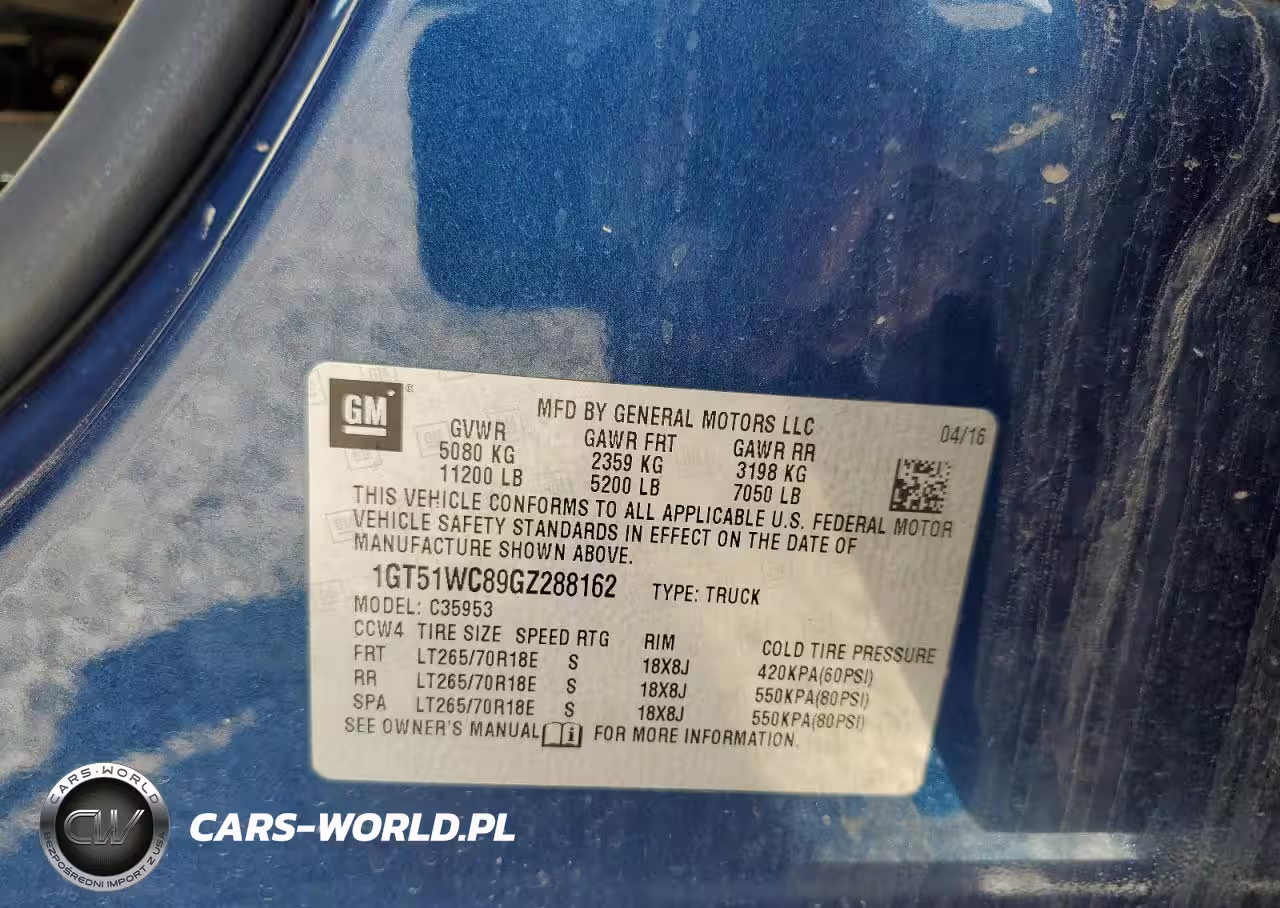 GM
MFD BY GENERAL MOTORS LLC
04/16
GVWR GAWR FRT GAWR RR
5080 KG 2359 KG 3198 KG
11200 LB 5200 LB 7050 LB
THIS VEHICLE CONFORMS TO ALL APPLICABLE U.S. FEDERAL MOTOR
VEHICLE SAFETY STANDARDS IN EFFECT ON THE DATE OF
MANUFACTURE SHOWN ABOVE.
1GT51WC89GZ288162 TYPE: TRUCK
MODEL: C35953
CCW4 TIRE SIZE SPEED RTG RIM COLD TIRE PRESSURE
FRT LT265/70R18E S 18X8J 420KPA(60PSI)
RR LT265/70R18E S 18X8J 550KPA(80PSI)
SPA LT265/70R18E S 18X8J 550KPA(80PSI)
SEE OWNER'S MANUAL i FOR MORE INFORMATION.
CARS-WORLD
CW
BEZPOŚREDNI IMPORT Z USA
CARS-WORLD.PL